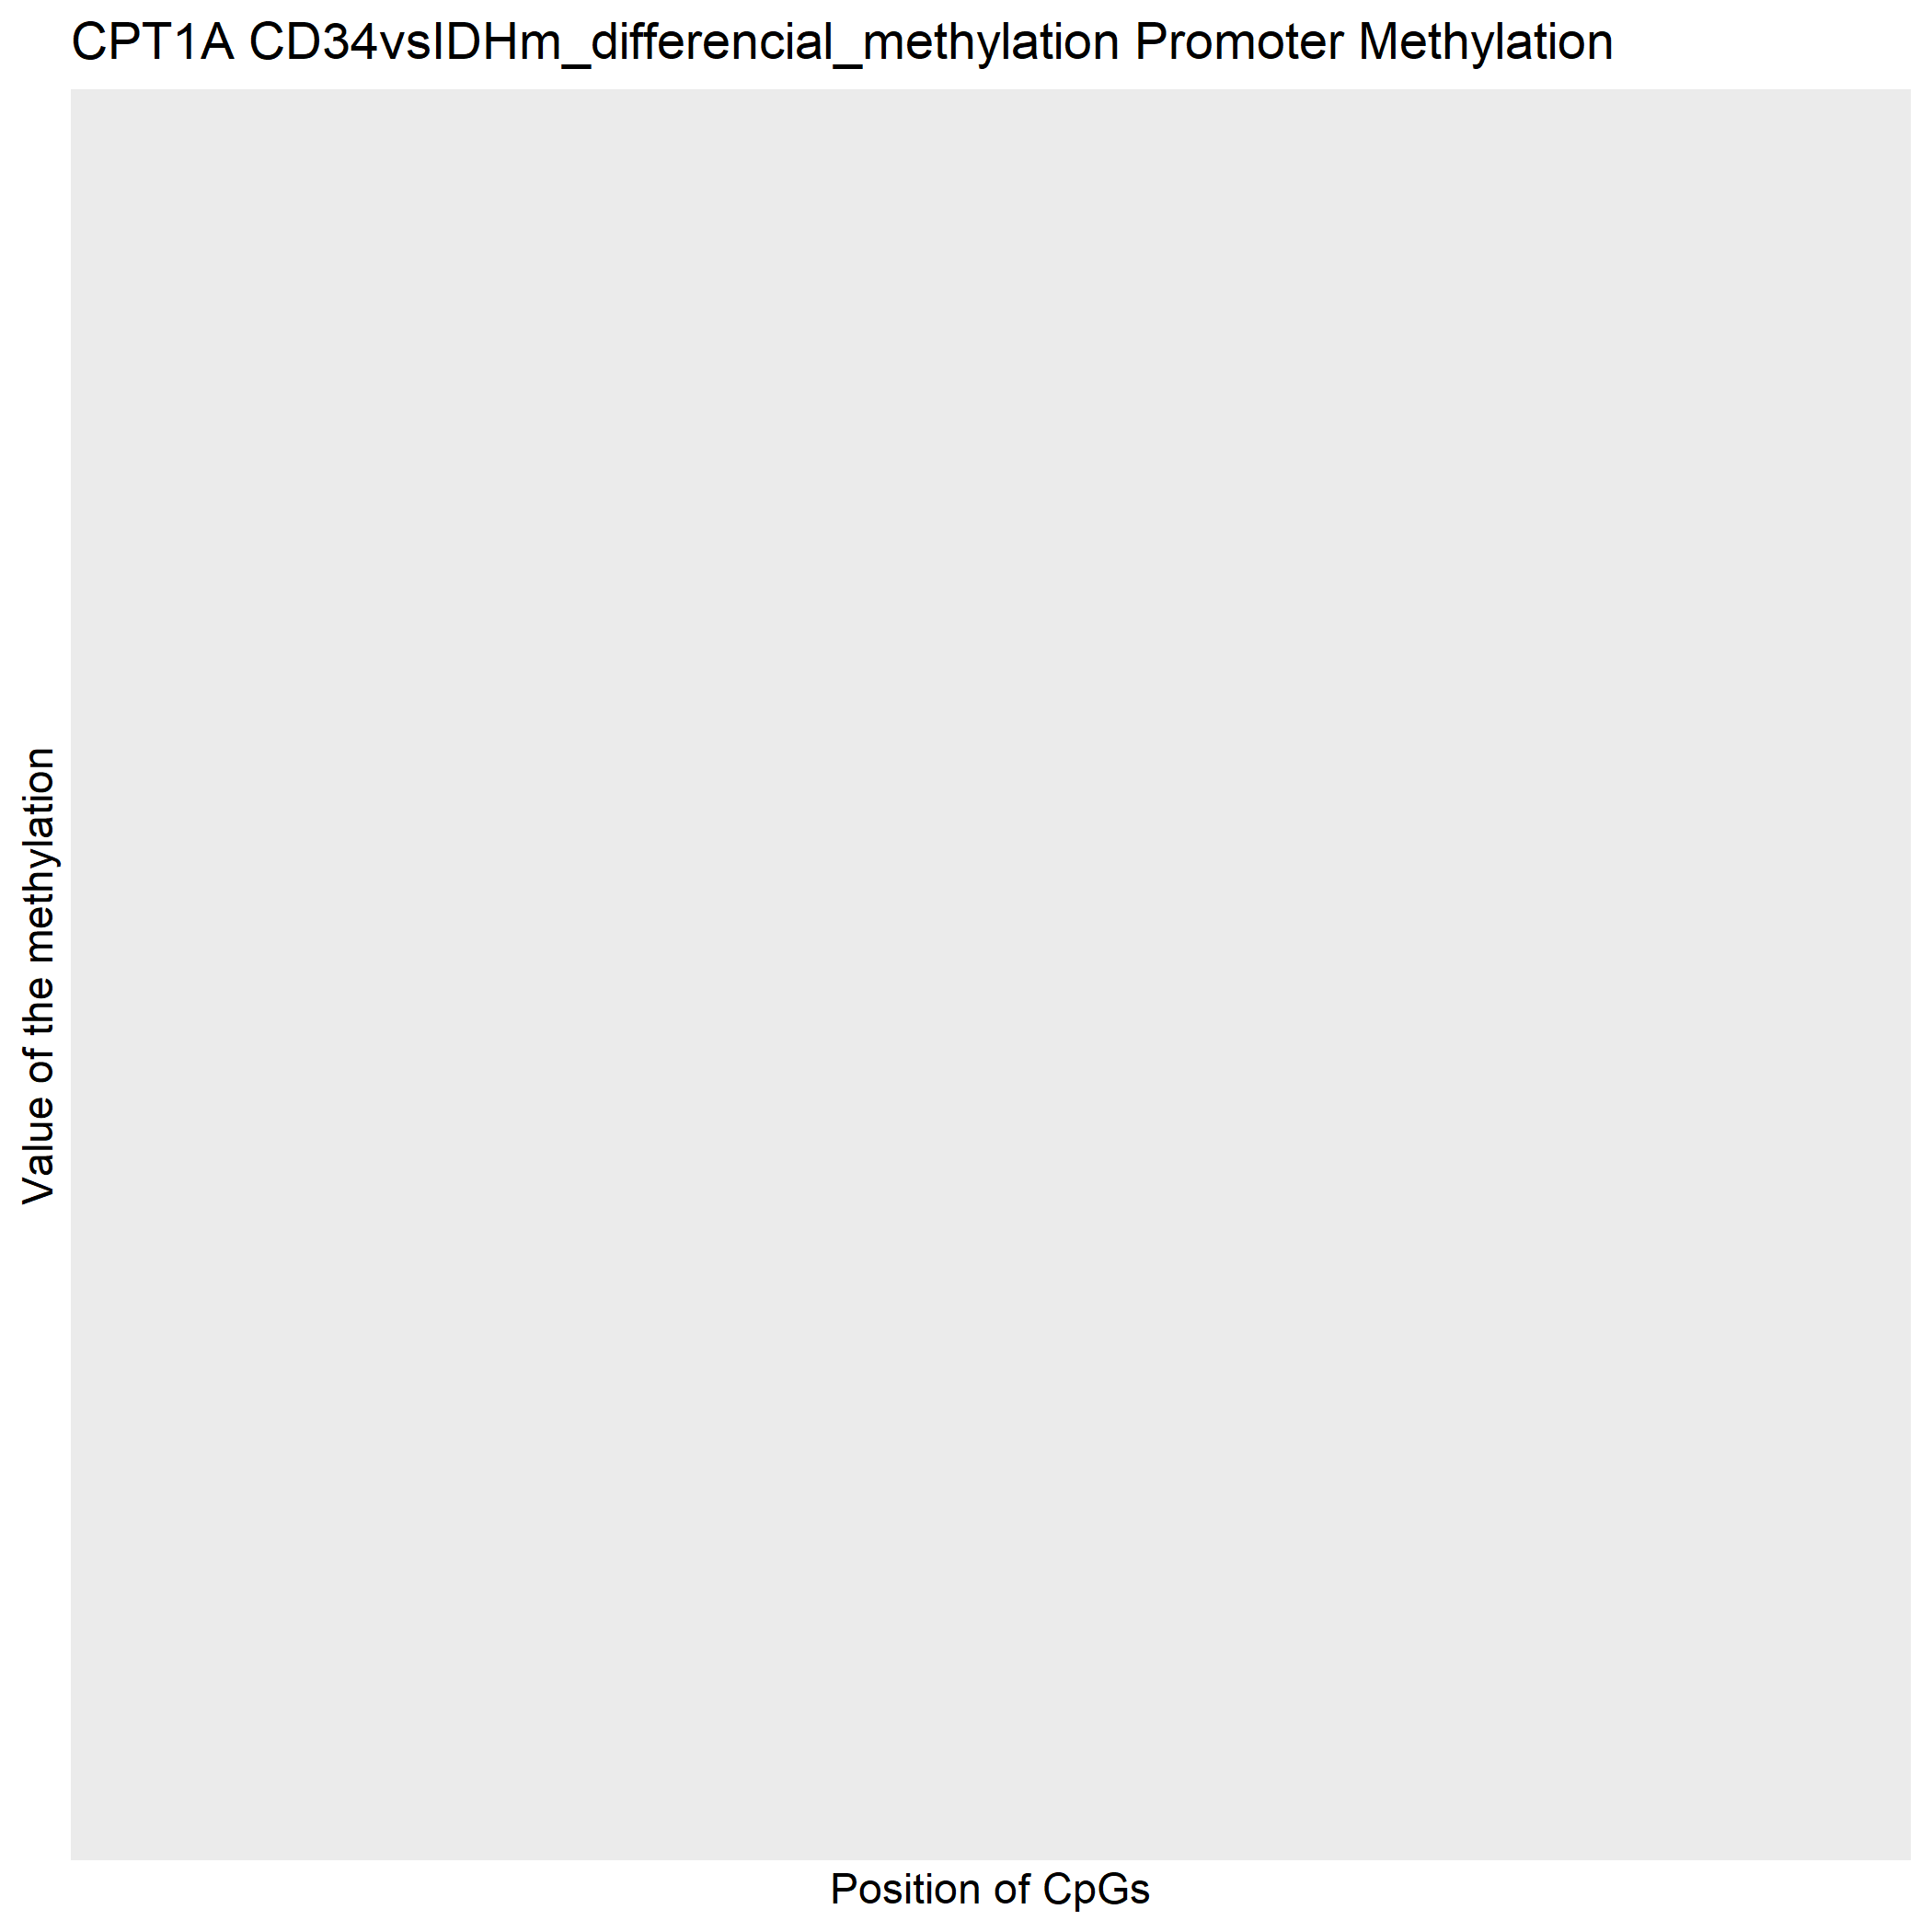 CPT1A CD34vsIDHm_differencial_methylation Promoter Methylation
Value of the methylation
Position of CpGs